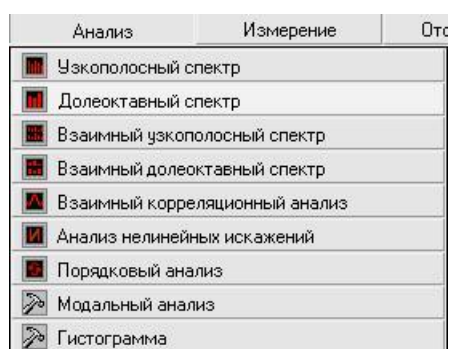 Анализ Измерение Ото
Узкополосный спектр
Долеоктавный спектр
Взаимный узкополосный спектр
Взаимный долеоктавный спектр
Взаимный корреляционный анализ
Анализ нелинейных искажений
Порядковый анализ
Модальный анализ
Гистограмма